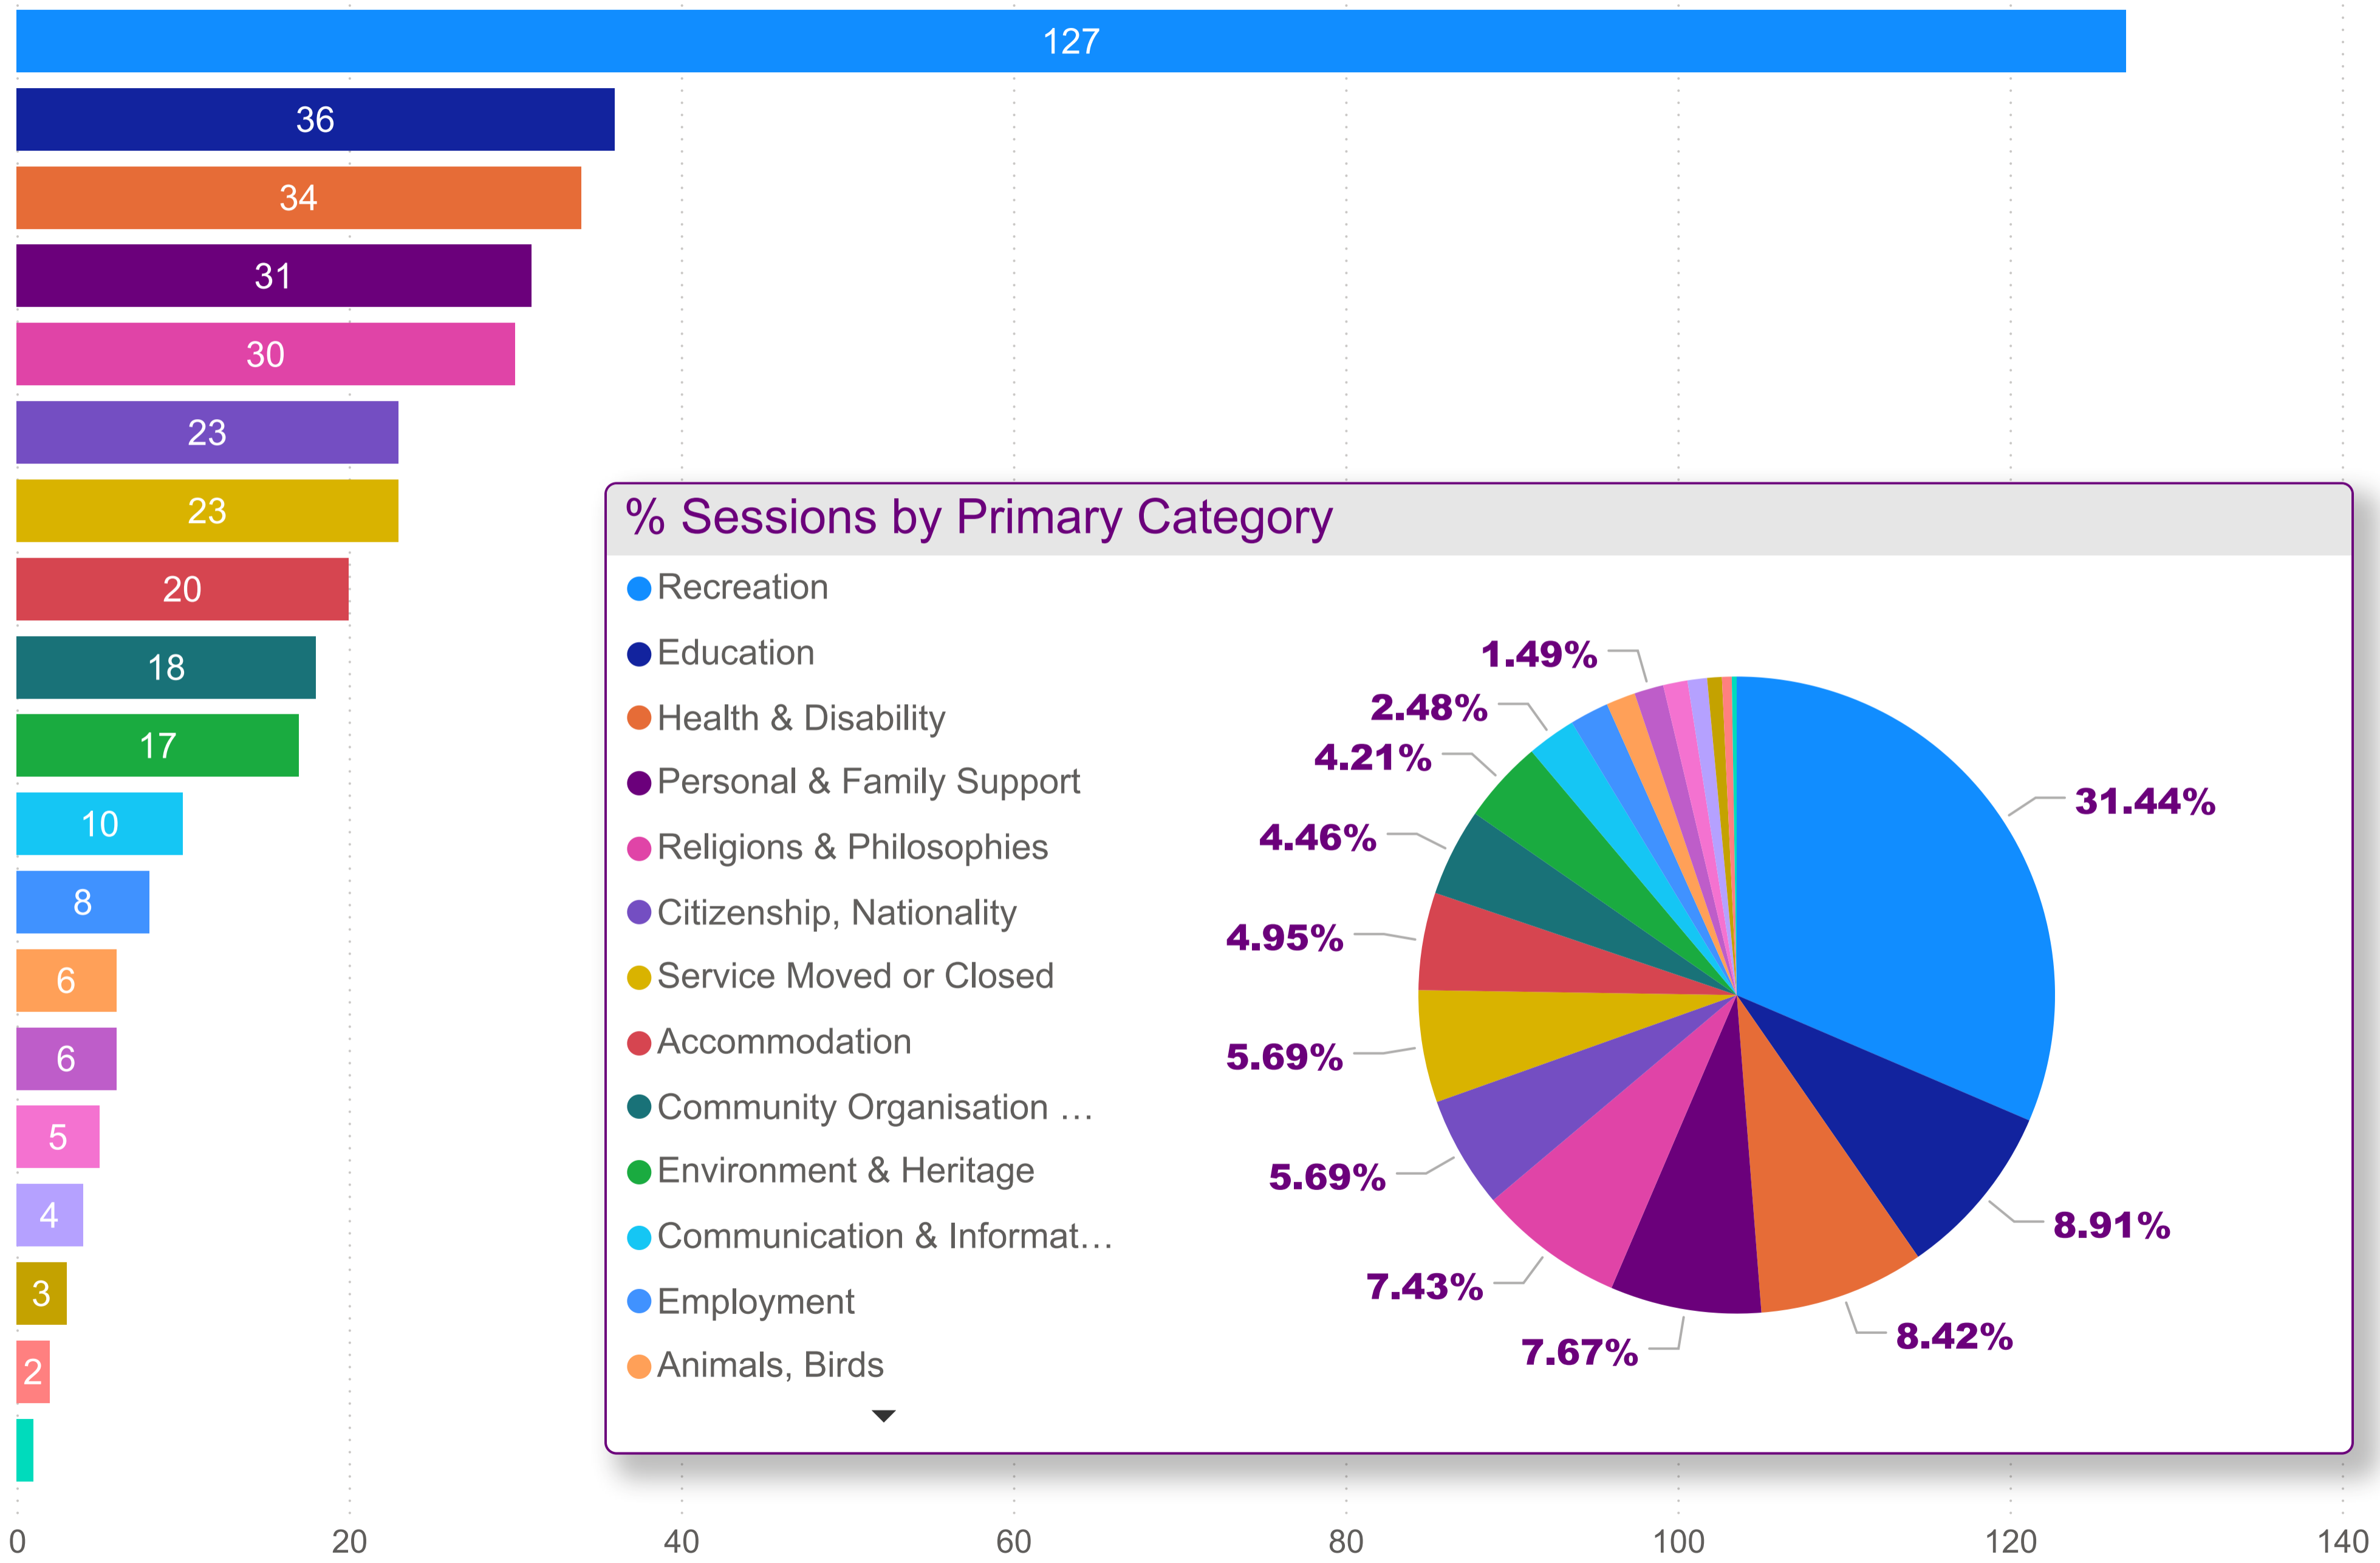 127
36
34
31
30
23
23
20
18
17
10
8
6
6
5
4
3
2
0 20 40 60 80 100 120 140
% Sessions by Primary Category
Recreation
Education
Health & Disability
Personal & Family Support
Religions & Philosophies
Citizenship, Nationality
Service Moved or Closed
Accommodation
Community Organisation …
Environment & Heritage
Communication & Informat…
Employment
Animals, Birds
31.44%
8.91%
8.42%
7.67%
7.43%
5.69%
5.69%
4.95%
4.46%
4.21%
2.48%
1.49%